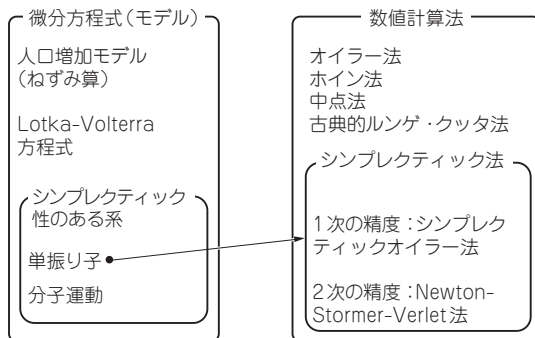 微分方程式(モデル)
人口増加モデル
(ねずみ算)
Lotka-Volterra
方程式
シンプレクティック
性のある系
単振り子
分子運動
数値計算法
オイラー法
ホイン法
中点法
古典的ルンゲ・クッタ法
シンプレクティック法
1次の精度:シンプレク
ティックオイラー法
2次の精度:Newton-
Stormer-Verlet法